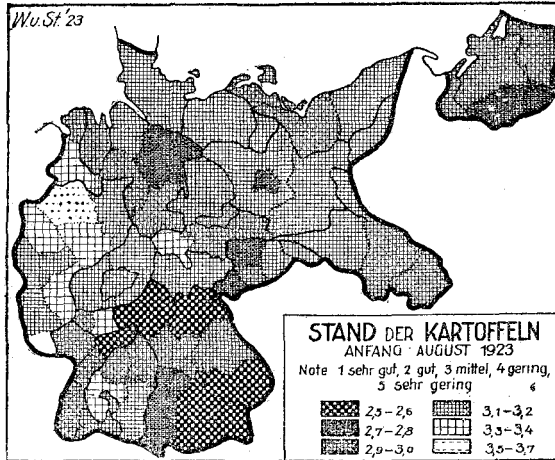 W.u.St.'23
STAND DER KARTOFFELN
ANFANG · AUGUST 1923
Note 1 sehr gut, 2 gut, 3 mittel, 4 gering,
5 sehr gering
2,5-2,6 3,1-3,2
2,7-2,8 3,3-3,4
2,9-3,0 3,5-3,7